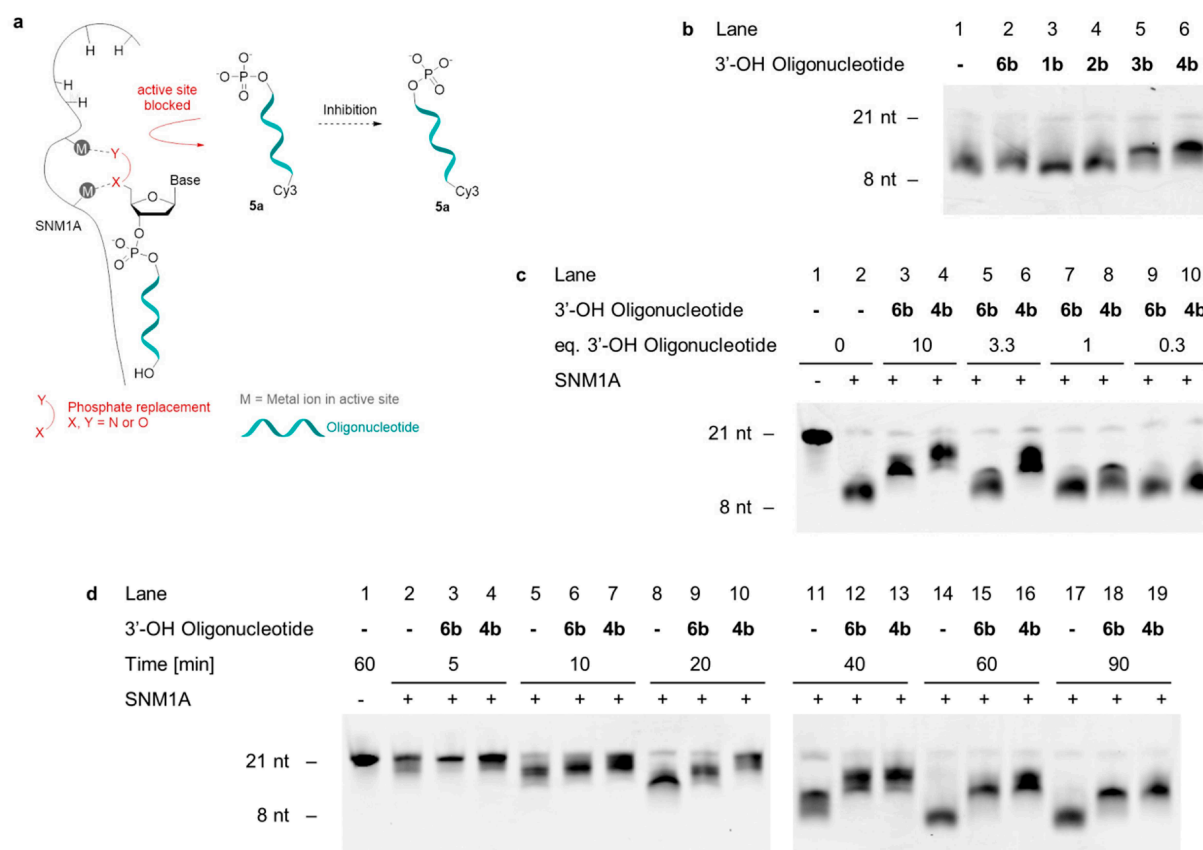 a
H H
H
H
active site
blocked
M Y
M X
Base
O
SNM1A
O
-O P O
O
O
HO
-O O-
P O
O
Cy3
5a
Inhibition
-O O-
P
O O
Cy3
5a
Y
X
Phosphate replacement
X, Y = N or O
M = Metal ion in active site
Oligonucleotide
b Lane 1 2 3 4 5 6
3'-OH Oligonucleotide - 6b 1b 2b 3b 4b
21 nt –
8 nt –
c Lane 1 2 3 4 5 6 7 8 9 10
3'-OH Oligonucleotide - - 6b 4b 6b 4b 6b 4b 6b 4b
eq. 3'-OH Oligonucleotide 0 10 3.3 1 0.3
SNM1A - + + + + + + + + +
21 nt –
8 nt –
d Lane 1 2 3 4 5 6 7 8 9 10 11 12 13 14 15 16 17 18 19
3'-OH Oligonucleotide - - 6b 4b - 6b 4b - 6b 4b - 6b 4b - 6b 4b - 6b 4b
Time [min] 60 5 10 20 40 60 90
SNM1A - + + + + + + + + + + + + + + + + + +
21 nt –
8 nt –